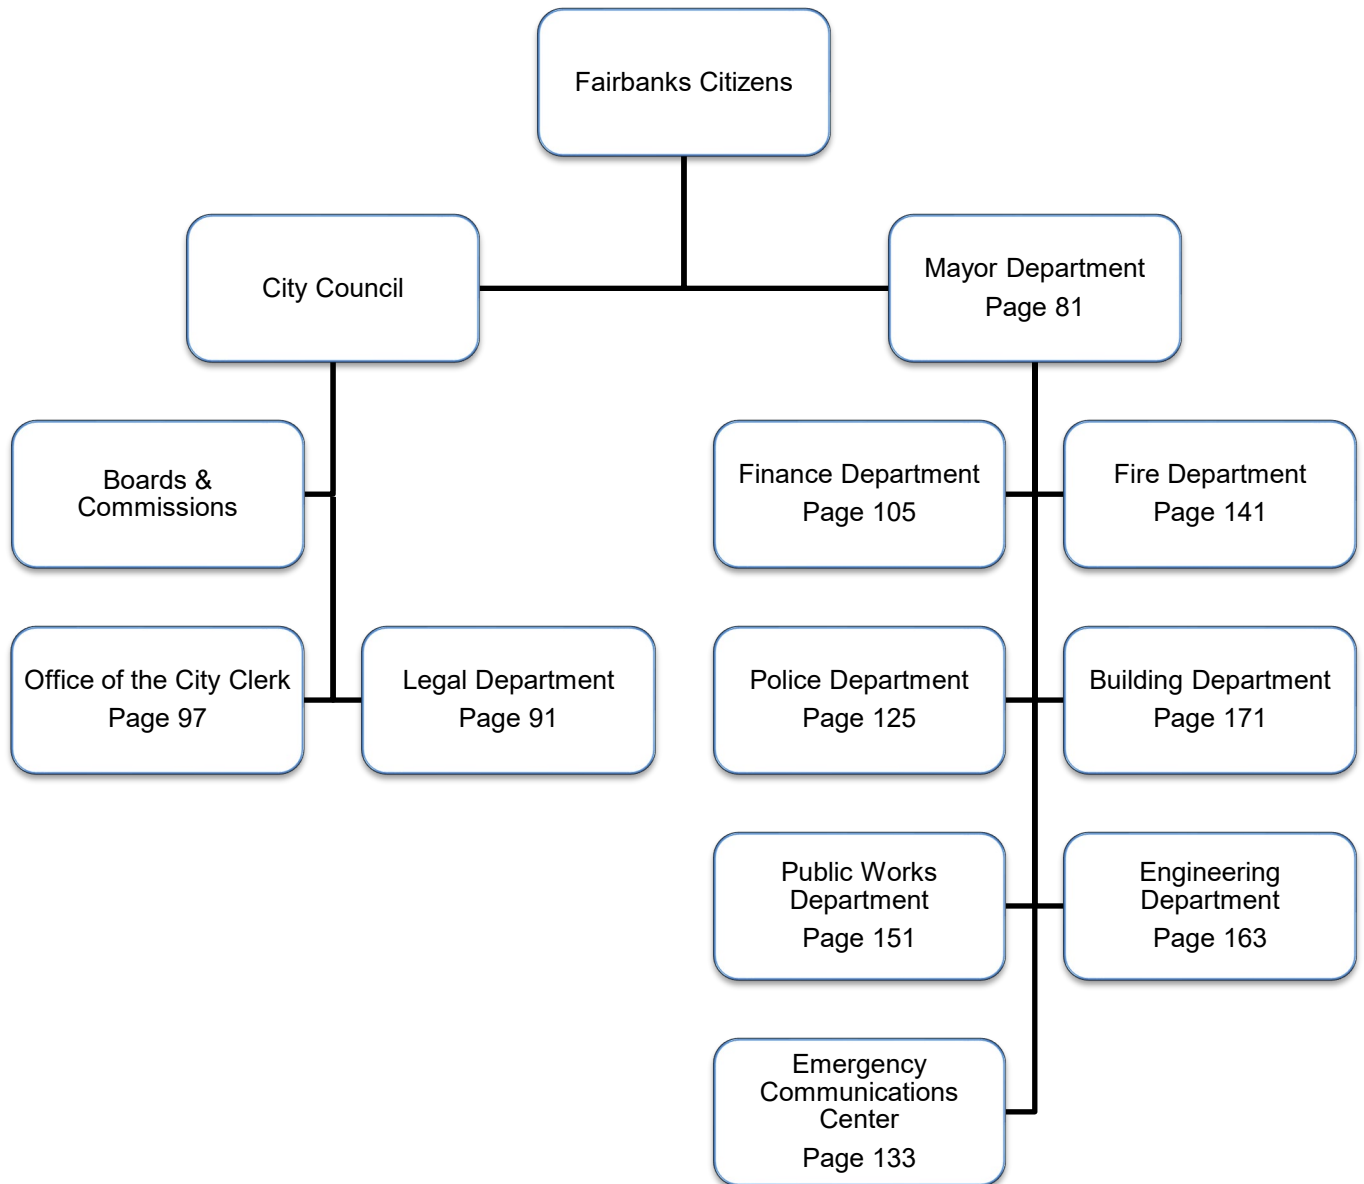 Fairbanks Citizens
City Council
Mayor Department
Page 81
Boards &
Commissions
Finance Department
Page 105
Fire Department
Page 141
Office of the City Clerk
Page 97
Legal Department
Page 91
Police Department
Page 125
Building Department
Page 171
Public Works
Department
Page 151
Engineering
Department
Page 163
Emergency
Communications
Center
Page 133